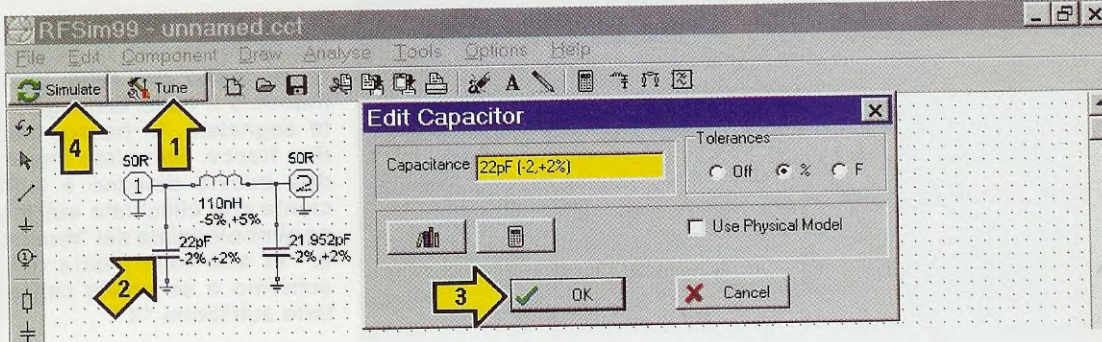 RFSim99 - unnamed.cct
File Edit Component Draw Analyse Tools Options Help
Simulate Tune A
4 1
50R 50R
1 2
110nH
-5%,+5%
22pF 21.952pF
-2%,+2% -2%,+2%
2
1
Edit Capacitor
Tolerances
Capacitance 22pF (-2,+2%)
Off % F
Use Physical Model
3 OK Cancel